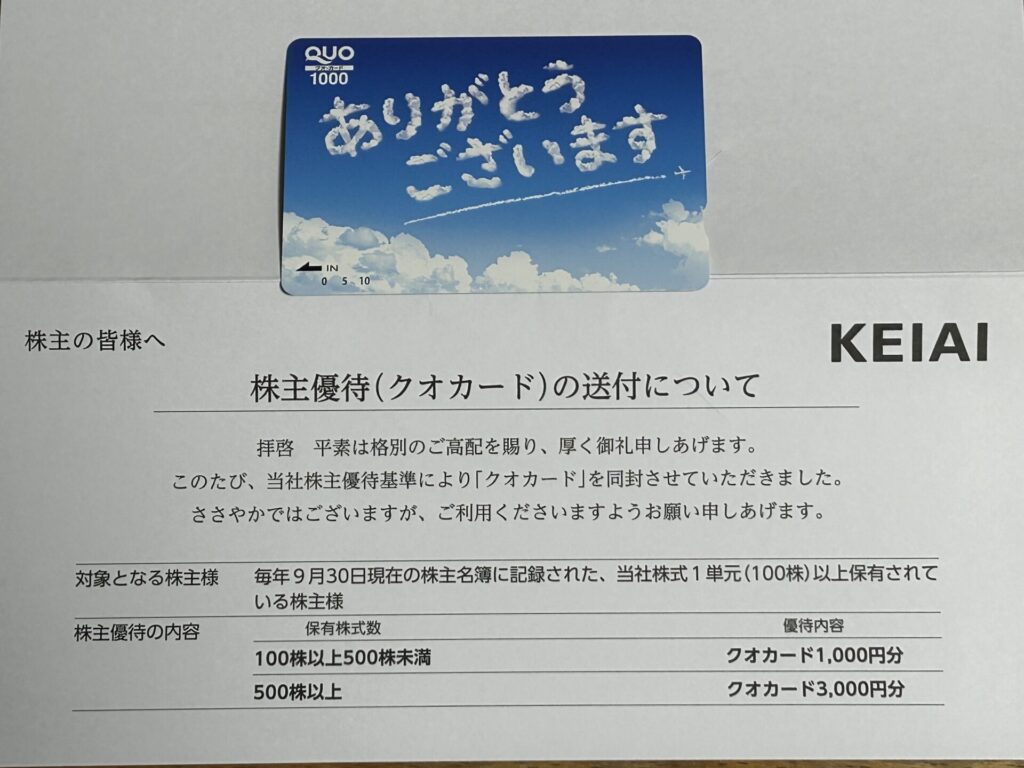 QUO
クオ・カード
1000
ありがとう
ございます
IN
0 5 10
株主の皆様へ
KEIAI
株主優待(クオカード)の送付について
拝啓　平素は格別のご高配を賜り、厚く御礼申しあげます。
このたび、当社株主優待基準により「クオカード」を同封させていただきました。
ささやかではございますが、ご利用くださいますようお願い申しあげます。
対象となる株主様 毎年9月30日現在の株主名簿に記録された、当社株式1単元(100株)以上保有されて
いる株主様
株主優待の内容 保有株式数 優待内容
100株以上500株未満 クオカード1,000円分
500株以上 クオカード3,000円分